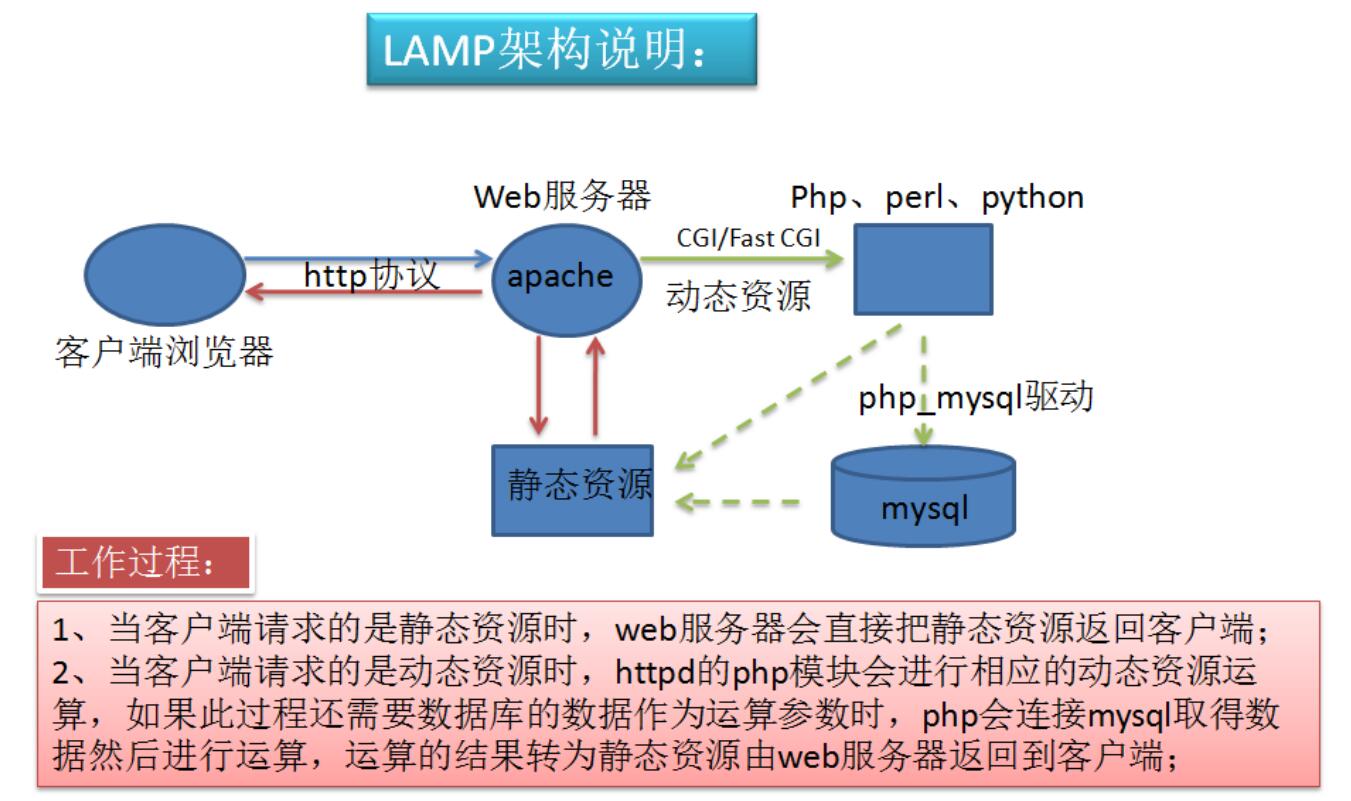 LAMP架构说明：
Web服务器
Php、perl、python
CGI/Fast CGI
http协议
apache
动态资源
客户端浏览器
php_mysql驱动
静态资源
mysql
工作过程：
1、当客户端请求的是静态资源时，web服务器会直接把静态资源返回客户端；
2、当客户端请求的是动态资源时，httpd的php模块会进行相应的动态资源运
算，如果此过程还需要数据库的数据作为运算参数时，php会连接mysql取得数
据然后进行运算，运算的结果转为静态资源由web服务器返回到客户端；